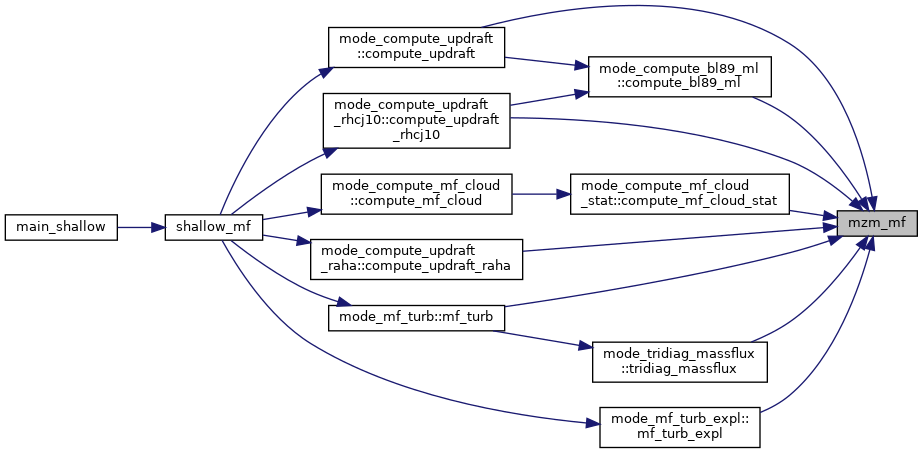 mode_compute_updraft
::compute_updraft
mode_compute_bl89_ml
::compute_bl89_ml
mode_compute_updraft
_rhcj10::compute_updraft
_rhcj10
mode_compute_mf_cloud
::compute_mf_cloud
mode_compute_mf_cloud
_stat::compute_mf_cloud_stat
main_shallow
shallow_mf
mzm_mf
mode_compute_updraft
_raha::compute_updraft_raha
mode_mf_turb::mf_turb
mode_tridiag_massflux
::tridiag_massflux
mode_mf_turb_expl::
mf_turb_expl